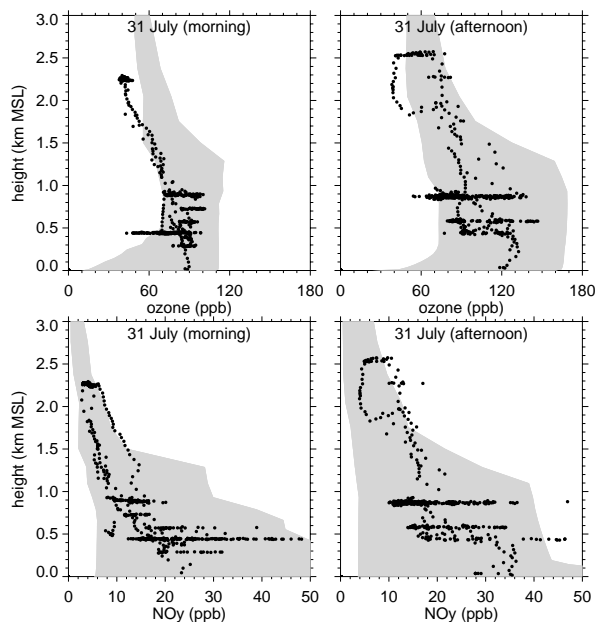 31 July (morning) 31 July (afternoon)
3.0
2.5
2.0
1.5
1.0
0.5
0.0
height (km MSL)
0 60 120 180 0 60 120 180
ozone (ppb) ozone (ppb)
31 July (morning) 31 July (afternoon)
3.0
2.5
2.0
1.5
1.0
0.5
0.0
height (km MSL)
0 10 20 30 40 50 0 10 20 30 40 50
NOy (ppb) NOy (ppb)